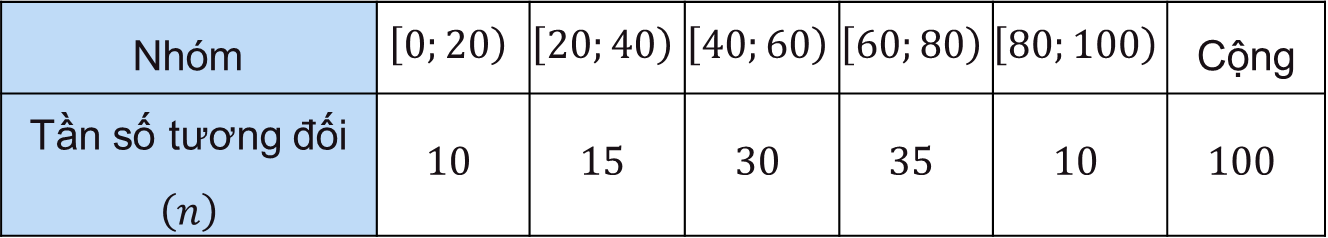 Nhóm [0; 20) [20; 40) [40; 60) [60; 80) [80; 100) Cộng
Tần số tương đối
(n) 10 15 30 35 10 100